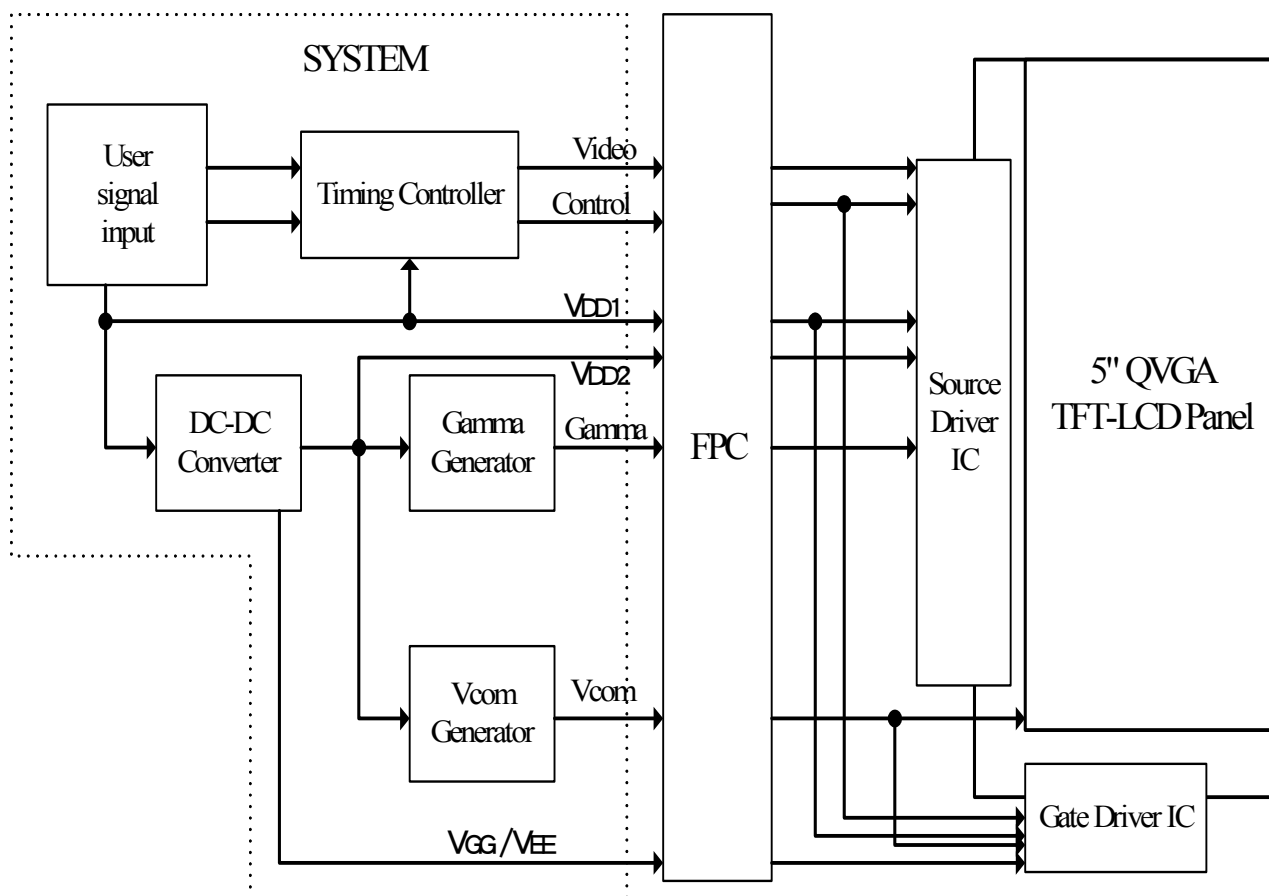 SYSTEM
User
signal
input
Timing Controller
Video
Control
VDD1
VDD2
DC-DC
Converter
Gamma
Generator
Gamma
FPC
Source
Driver
IC
5" QVGA
TFT-LCD Panel
Vcom
Generator
Vcom
VGG/VEE
Gate Driver IC